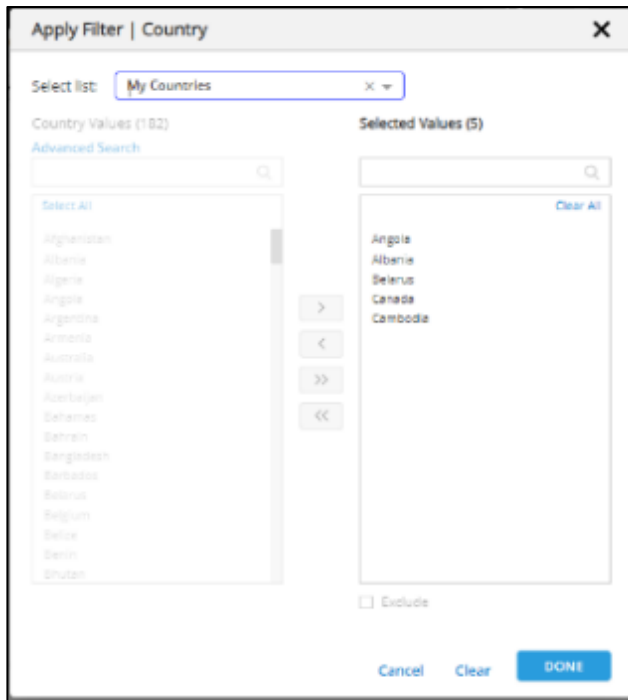 Apply Filter | Country
Select list: My Countries
Country Values (182)
Selected Values (5)
Advanced Search
Select All
Clear All
Afghanistan
Albania
Algeria
Angola
Argentina
Armenia
Australia
Austria
Azerbaijan
Bahamas
Bahrain
Bangladesh
Barbados
Belarus
Belgium
Belize
Benin
Bhutan
>
<
>>
<<
Angola
Albania
Belarus
Canada
Cambodia
Exclude
Cancel
Clear
DONE